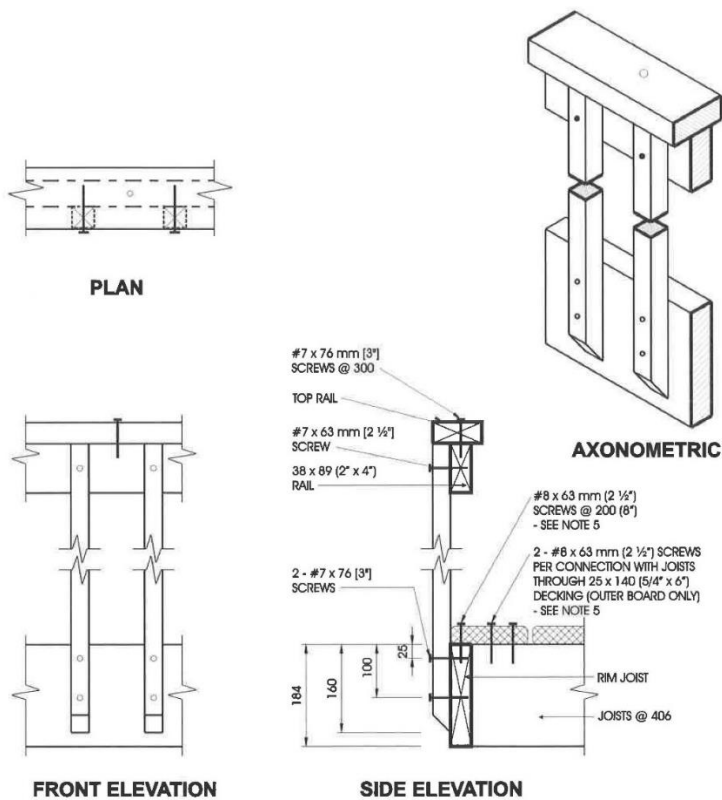 PLAN
AXONOMETRIC
#7 x 76 mm [3"]
SCREWS @ 300
TOP RAIL
#7 x 63 mm [2 ½"]
SCREW
38 x 89 (2" x 4")
RAIL
2 - #7 x 76 [3"]
SCREWS
#8 x 63 mm (2 ½")
SCREWS @ 200 (8")
- SEE NOTE 5
2 - #8 x 63 mm (2 ½") SCREWS
PER CONNECTION WITH JOISTS
THROUGH 25 x 140 (5/4" x 6")
DECKING (OUTER BOARD ONLY)
- SEE NOTE 5
25
100
160
184
RIM JOIST
JOISTS @ 406
FRONT ELEVATION
SIDE ELEVATION